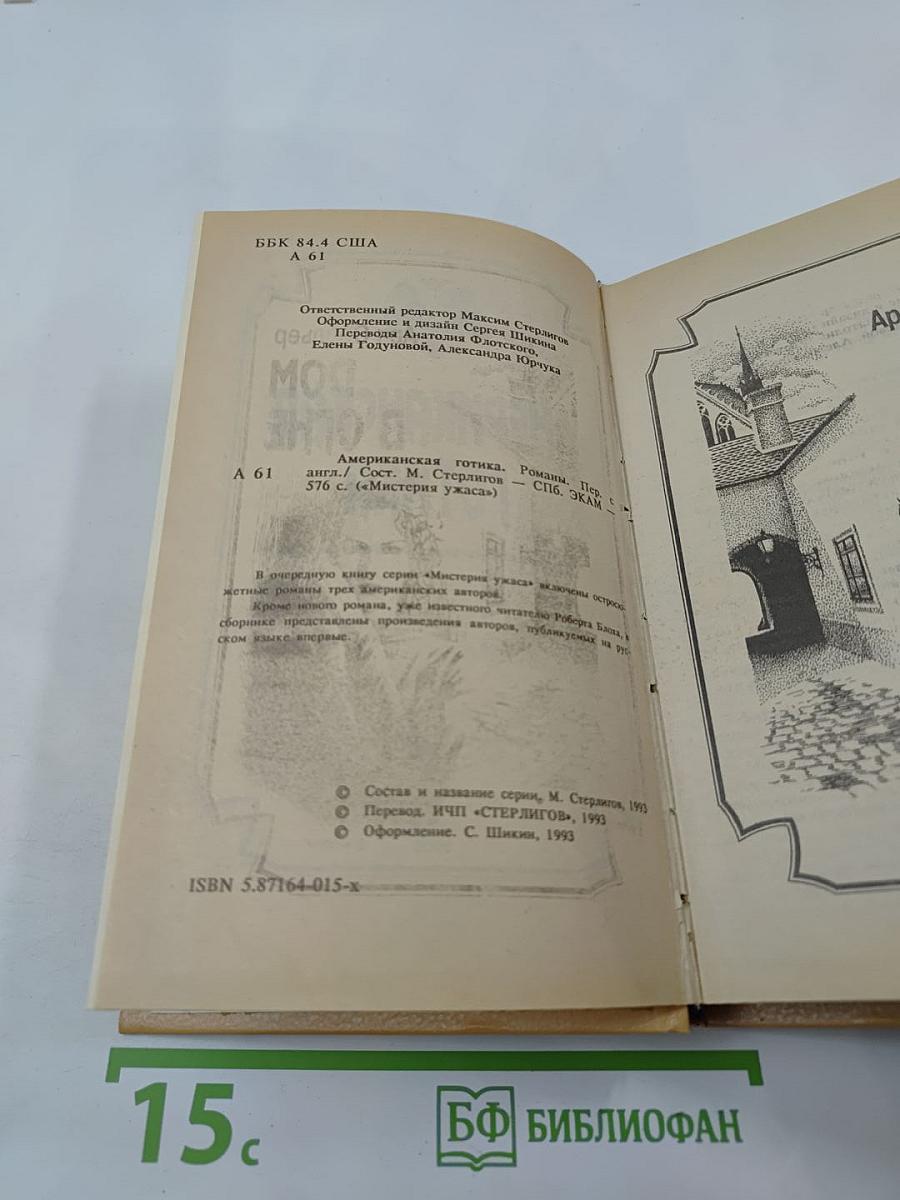 ББК 84.4 США
А 61
Ответственный редактор Максим Стерлигов
Оформление и дизайн Сергея Шикина
Переводы Анатолия Флотского,
Елены Годуновой, Александра Юрчука
Американская готика. Романы. Пер. с
А 61 англ./ Сост. М. Стерлигов — СПб. ЭКАМ —
576 с. («Мистерия ужаса»)
В очередную книгу серии «Мистерия ужаса» включены остросю-
жетные романы трех американских авторов.
Кроме нового романа, уже известного читателю Роберта Блоха, в
сборнике представлены произведения авторов, публикуемых на рус-
ском языке впервые.
© Состав и название серии, М. Стерлигов, 1993
© Перевод. ИЧП «СТЕРЛИГОВ», 1993
© Оформление. С. Шикин, 1993
ISBN 5.87164-015-х
Ар
15 с
БФ БИБЛИОФАН